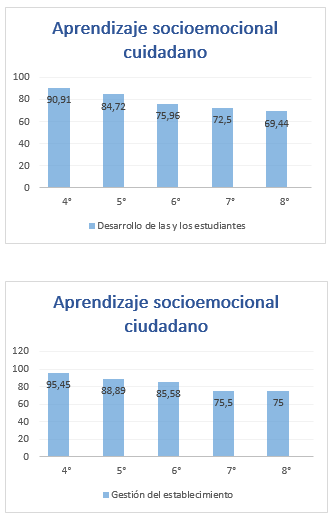 Aprendizaje socioemocional
cuidadano
100
80
60
40
20
0
90,91
84,72
75,96
72,5
69,44
4° 5° 6° 7° 8°
Desarrollo de las y los estudiantes
Aprendizaje socioemocional
ciudadano
120
100
80
60
40
20
0
95,45
88,89
85,58
75,5
75
4° 5° 6° 7° 8°
Gestión del establecimiento